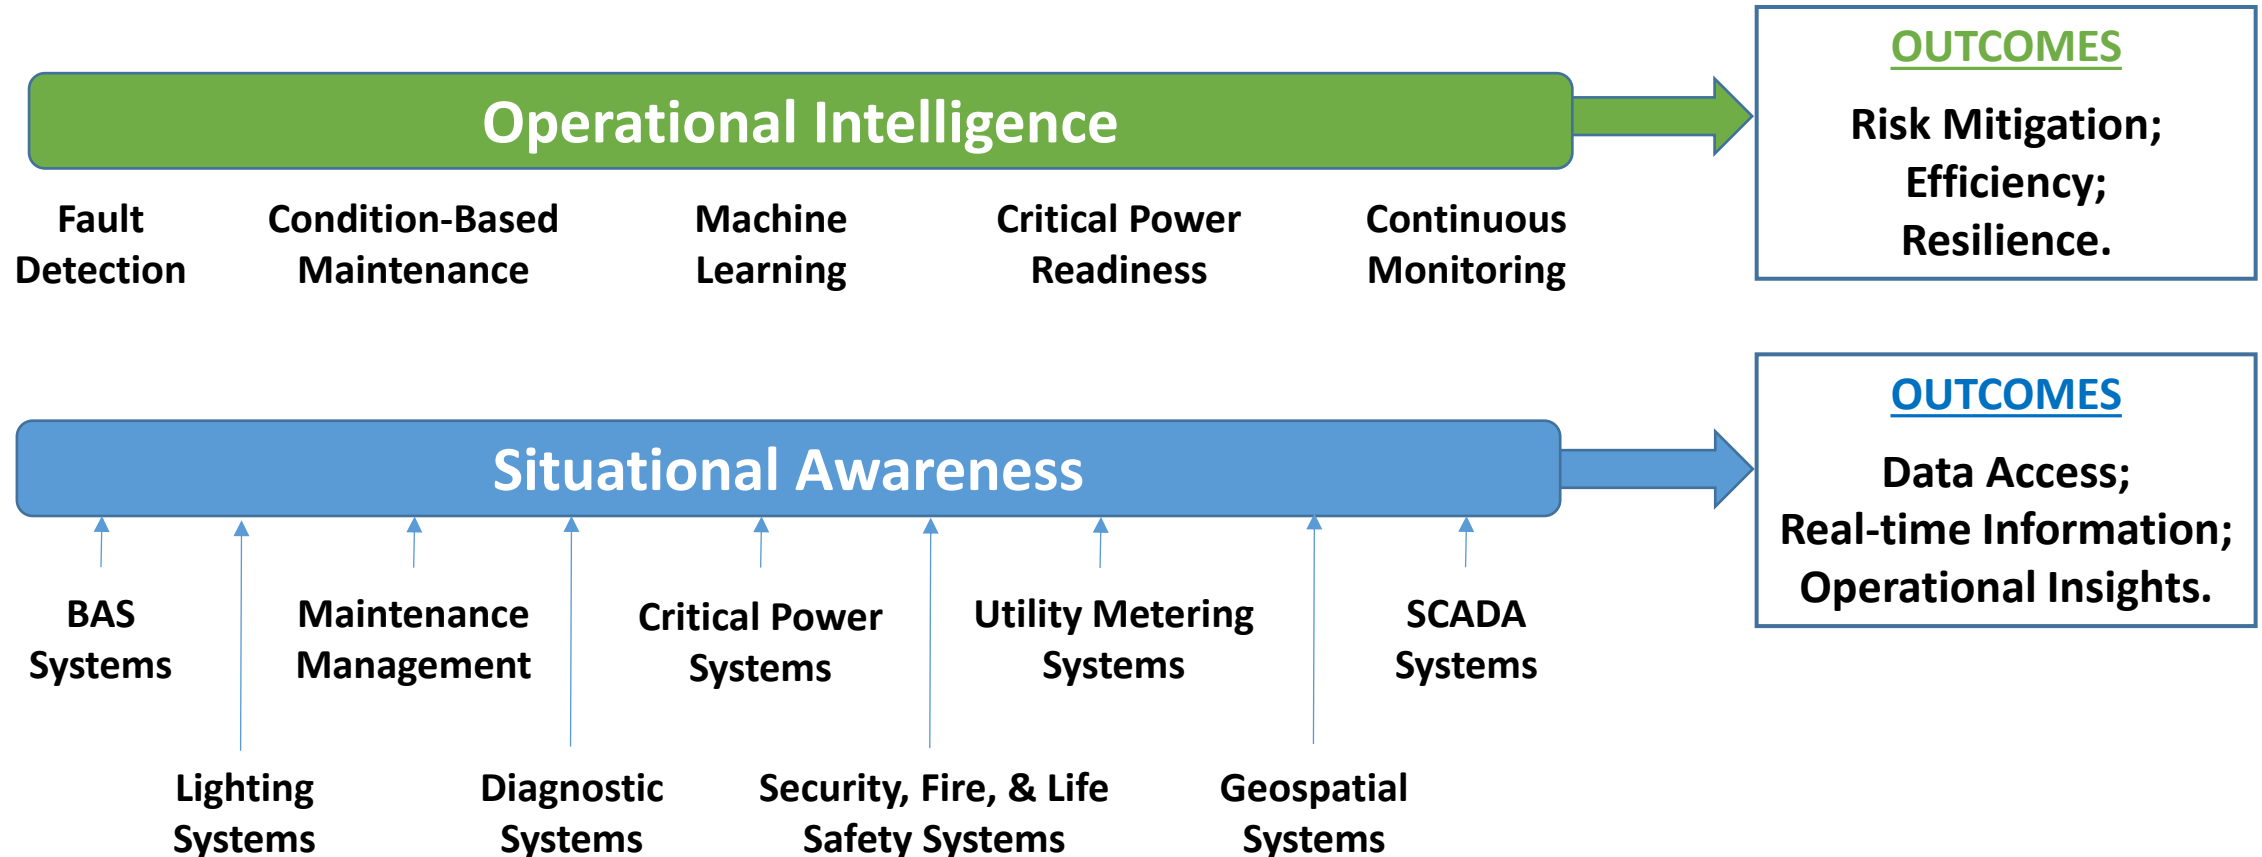 Operational Intelligence
Fault
Detection
Condition-Based
Maintenance
Machine
Learning
Critical Power
Readiness
Continuous
Monitoring
OUTCOMES
Risk Mitigation;
Efficiency;
Resilience.
Situational Awareness
OUTCOMES
Data Access;
Real-time Information;
Operational Insights.
BAS
Systems
Maintenance
Management
Critical Power
Systems
Utility Metering
Systems
SCADA
Systems
Lighting
Systems
Diagnostic
Systems
Security, Fire, & Life
Safety Systems
Geospatial
Systems